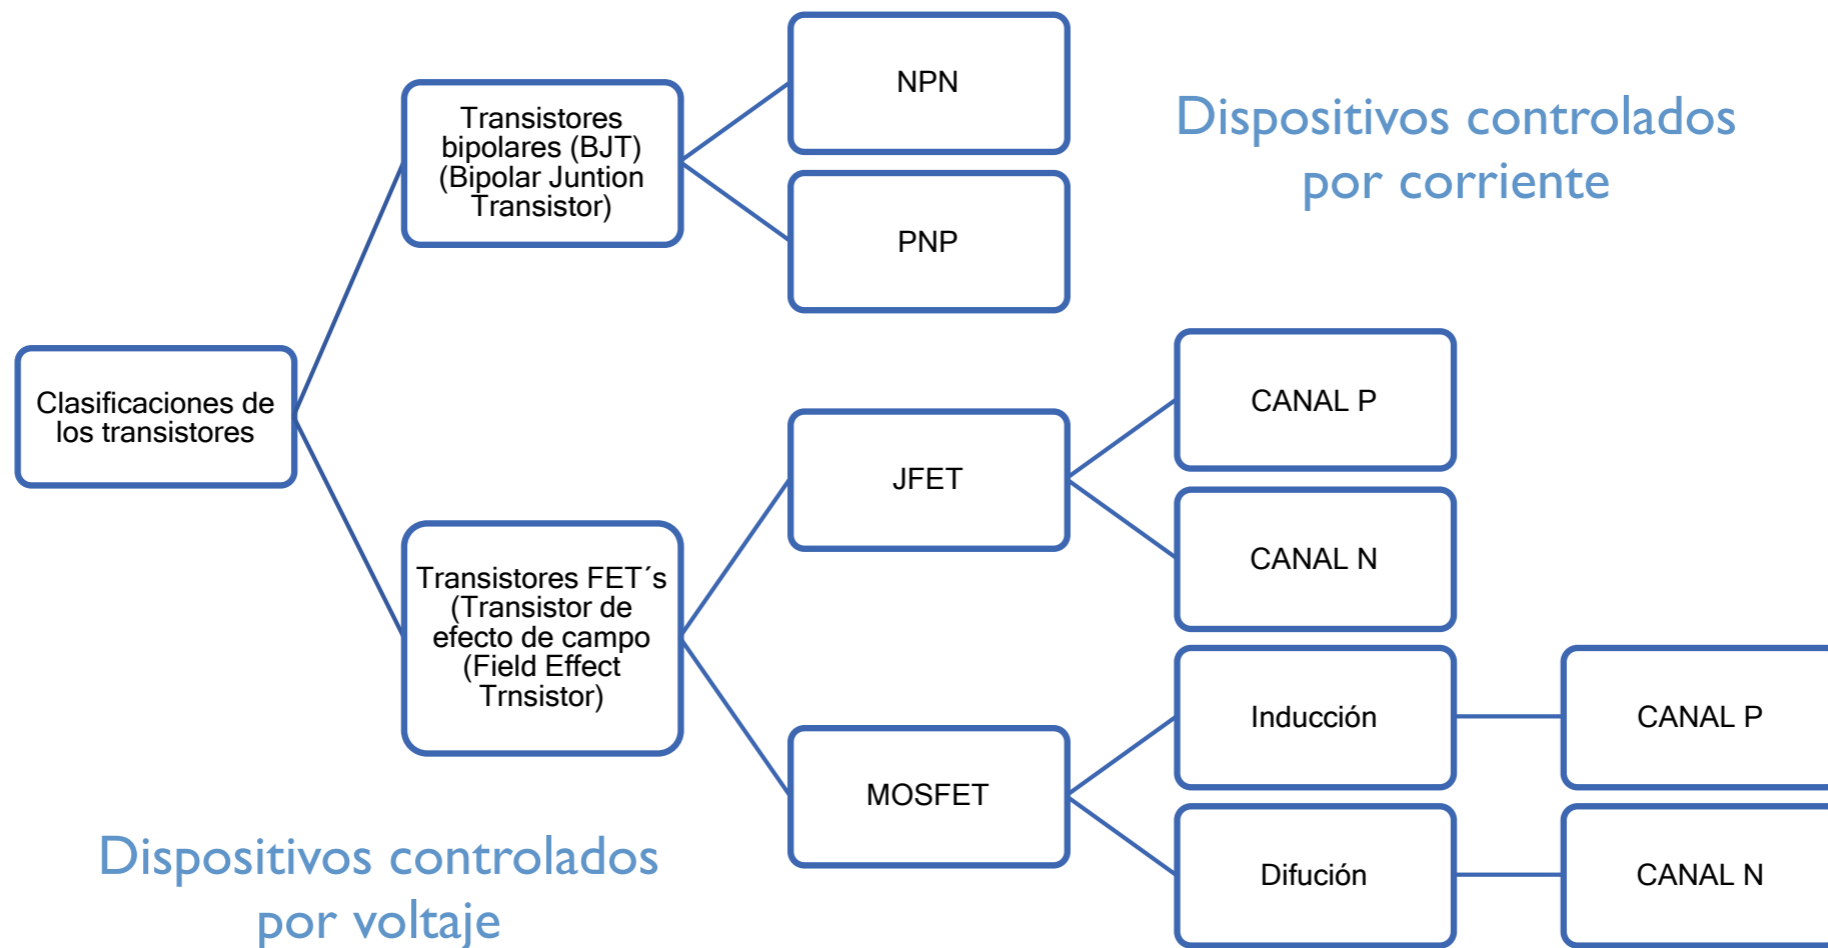 NPN
Transistores
bipolares (BJT)
(Bipolar Juntion
Transistor)
Dispositivos controlados
por corriente
PNP
Clasificaciones de
los transistores
CANAL P
JFET
CANAL N
Transistores FET´s
(Transistor de
efecto de campo
(Field Effect
Trnsistor)
Inducción
CANAL P
MOSFET
Difución
CANAL N
Dispositivos controlados
por voltaje